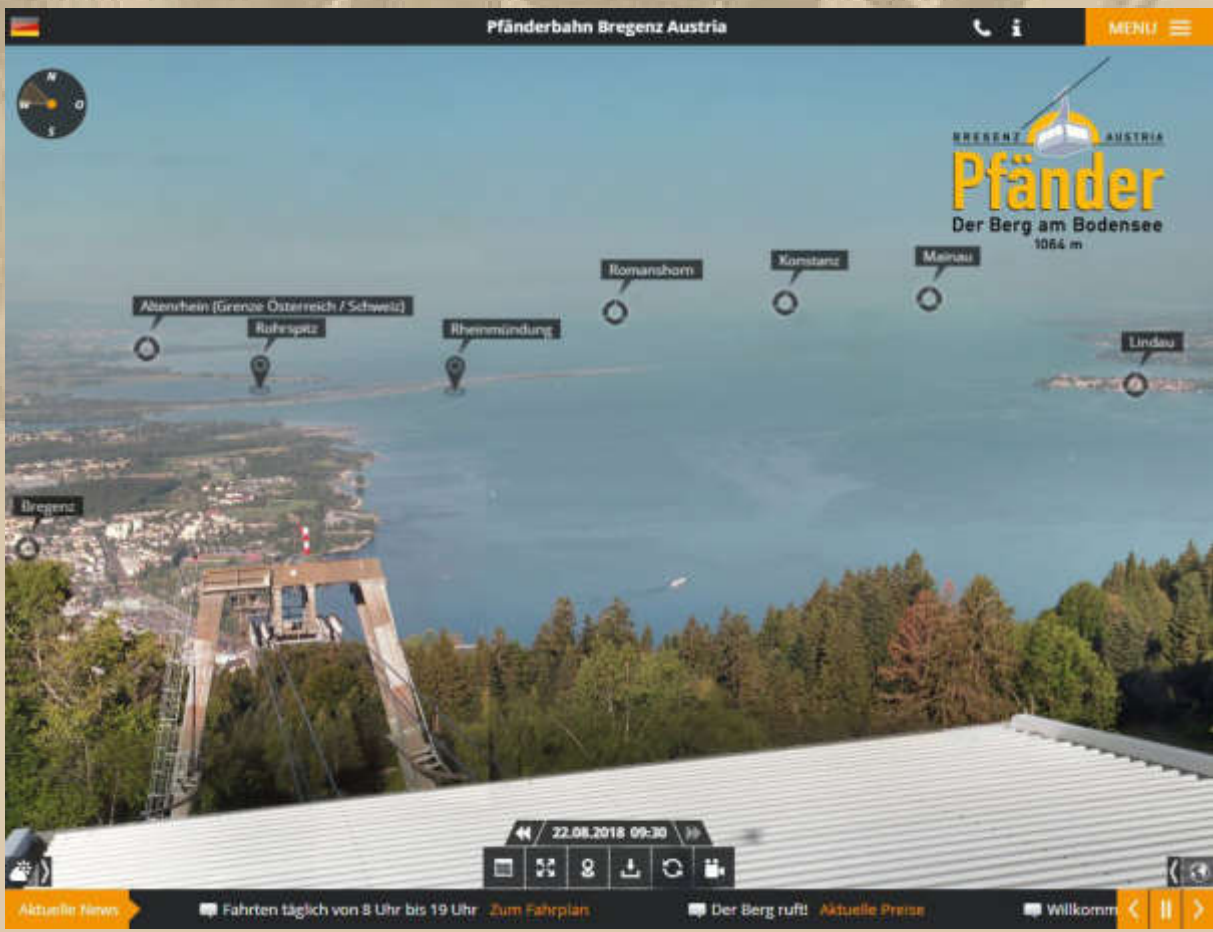 Pfänderbahn Bregenz Austria
MENU
N
W O
S
BREGENZ AUSTRIA
Pfänder
Der Berg am Bodensee
1064 m
Romanshorn
Konstanz
Mainau
Altenrhein (Grenze Österreich / Schweiz)
Rohrspitz
Rheinmündung
Lindau
Bregenz
22.08.2018 09:30
Aktuelle News
Fahrten täglich von 8 Uhr bis 19 Uhr Zum Fahrplan
Der Berg ruft! Aktuelle Preise
Willkomm